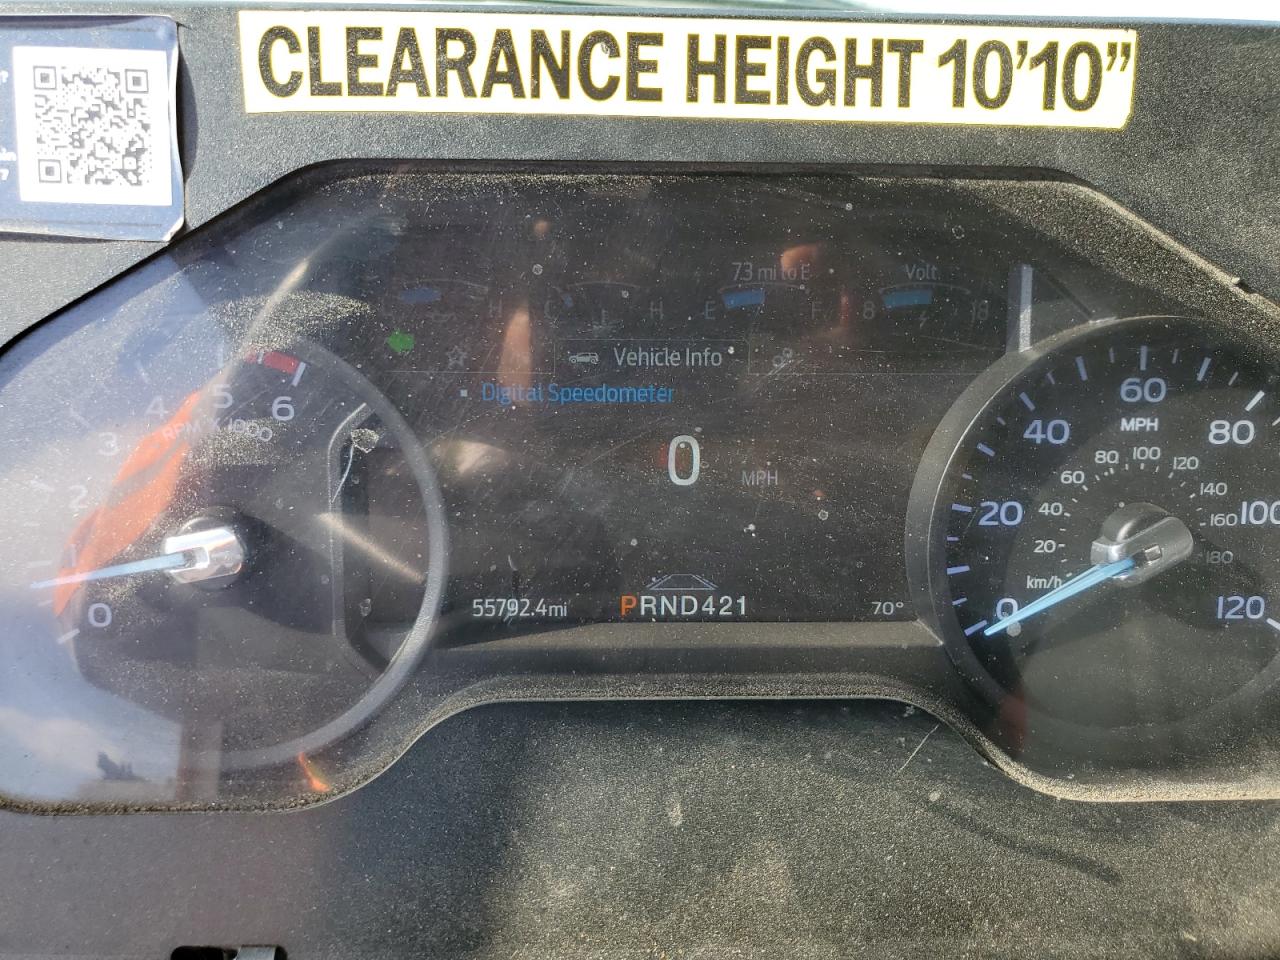 CLEARANCE HEIGHT 10'10"
73 mi to E
Volt
H
C
H
E
F
8
18
Vehicle Info
Digital Speedometer
0
MPH
55792.4mi
PRND421
70°
0
1
2
3
4
5
6
RPM X 1000
0
20
40
60
80
100
120
MPH
20
40
60
80
100
120
140
160
180
km/h